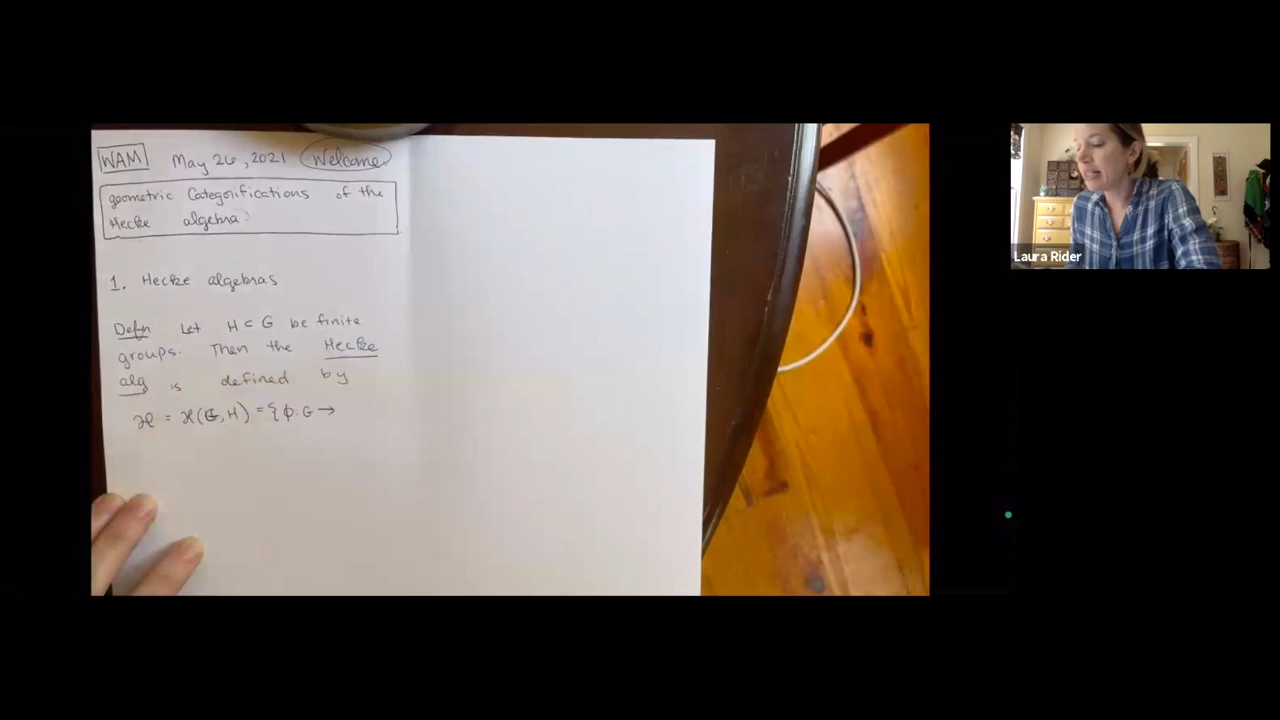 WAM May 26, 2021 Welcome
geometric Categorifications of the
Hecke algebra
1. Hecke algebras
Defn Let H ⊂ G be finite
groups. Then the Hecke
alg is defined by
ℋ = ℋ(G,H) = {ϕ: G →
Laura Rider